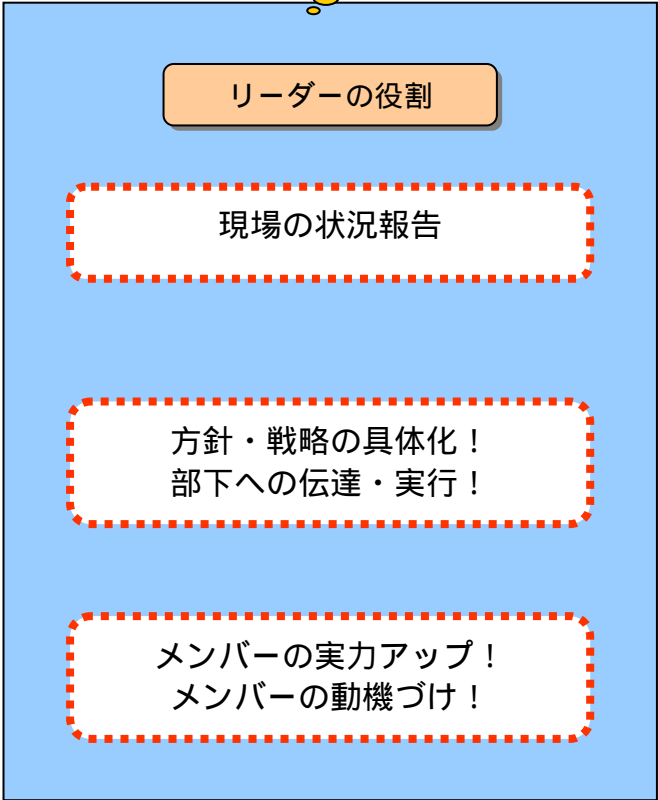 リーダーの役割
現場の状況報告
方針・戦略の具体化！
部下への伝達・実行！
メンバーの実力アップ！
メンバーの動機づけ！